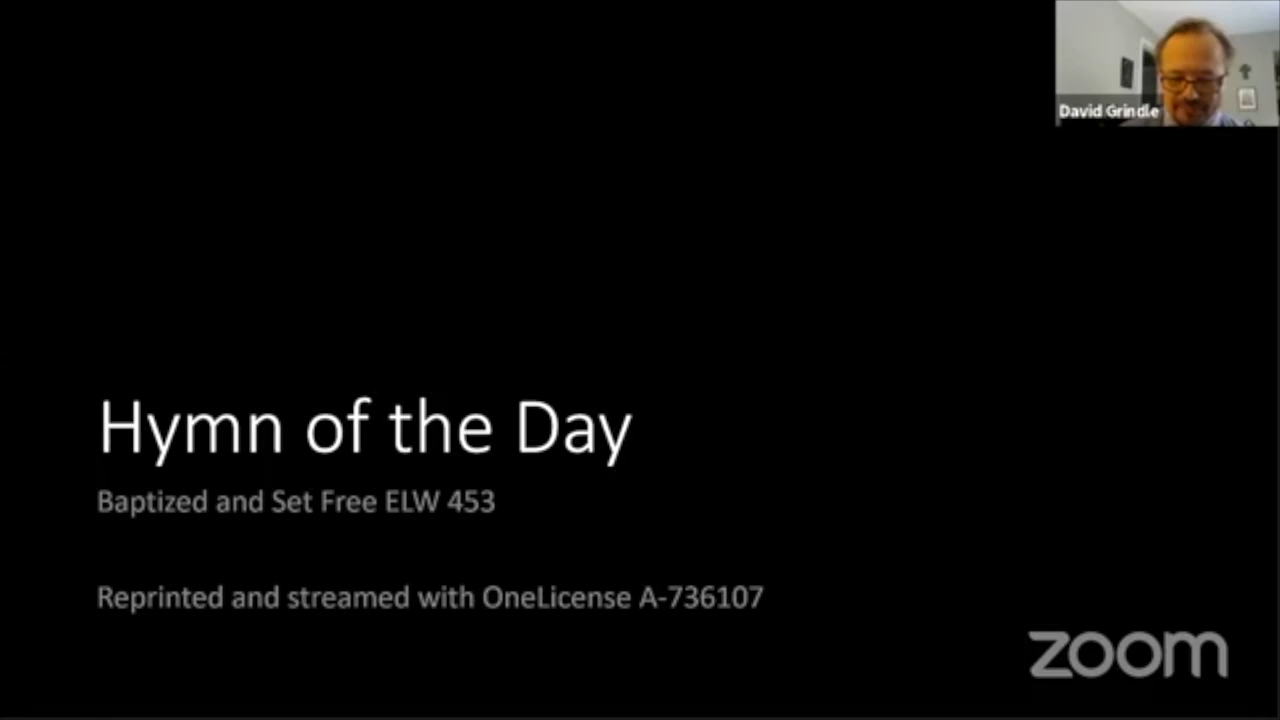 David Grindle
Hymn of the Day
Baptized and Set Free ELW 453
Reprinted and streamed with OneLicense A-736107
zoom